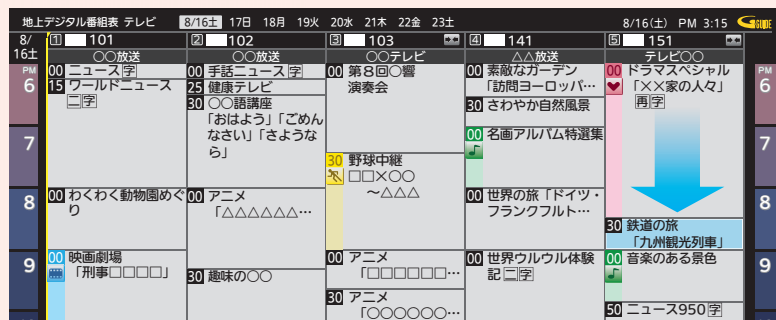 地上デジタル番組表 テレビ 8/16土 17日 18月 19火 20水 21木 22金 23土 8/16(土) PM 3:15 GGUIDE
8/
16土
1 101
2 102
3 103
4 141
5 151
○○放送
○○放送
○○テレビ
△△放送
テレビ○○
PM
6
7
8
9
00 ニュース字
15 ワールドニュース
二字
00 わくわく動物園めぐ
り
00 映画劇場
「刑事□□□□」
00 手話ニュース字
25 健康テレビ
30 ○○語講座
「おはよう」「ごめん
なさい」「さような
ら」
00 アニメ
「△△△△△△…
30 趣味の○○
00 第8回○響
演奏会
30 野球中継
□□×○○
～△△△
00 アニメ
「□□□□□□…
30 アニメ
「○○○○○○…
00 素敵なガーデン
「訪問ヨーロッパ…
30 さわやか自然風景
00 名画アルバム特選集
00 世界の旅「ドイツ・
フランクフルト…
00 世界ウルウル体験
記二字
00 ドラマスペシャル
「××家の人々」
再字
30 鉄道の旅
「九州観光列車」
00 音楽のある景色
50 ニュース950字
PM
6
7
8
9